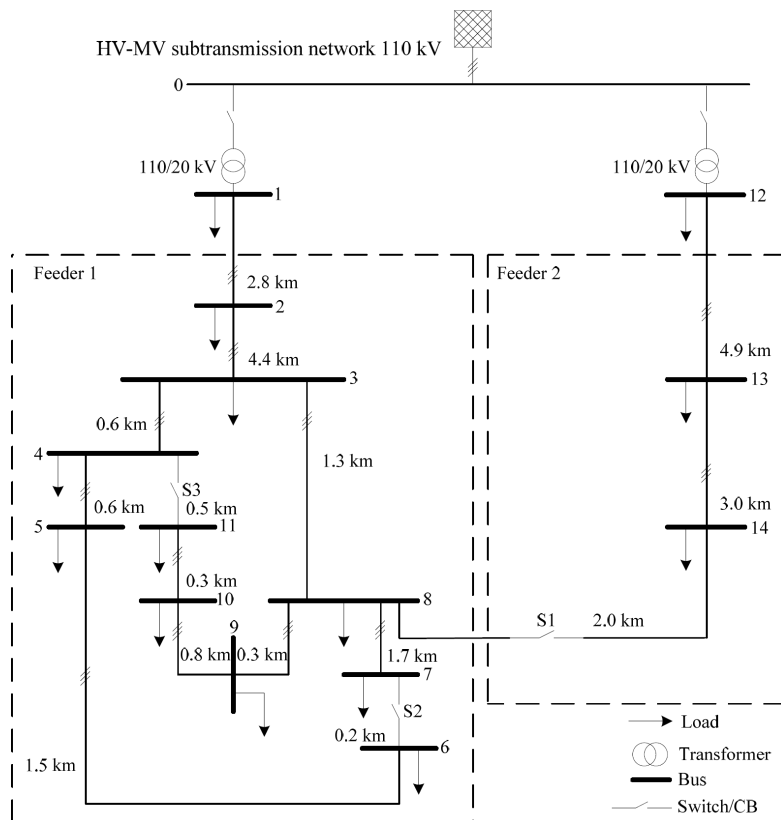 HV-MV subtransmission network 110 kV
0
110/20 kV
110/20 kV
1
12
Feeder 1
Feeder 2
2.8 km
2
4.4 km
4.9 km
3
13
0.6 km
4
1.3 km
S3
0.6 km
0.5 km
3.0 km
5
11
14
0.3 km
10
8
9
S1
2.0 km
0.8 km
0.3 km
1.7 km
7
S2
Load
0.2 km
6
1.5 km
Transformer
Bus
Switch/CB